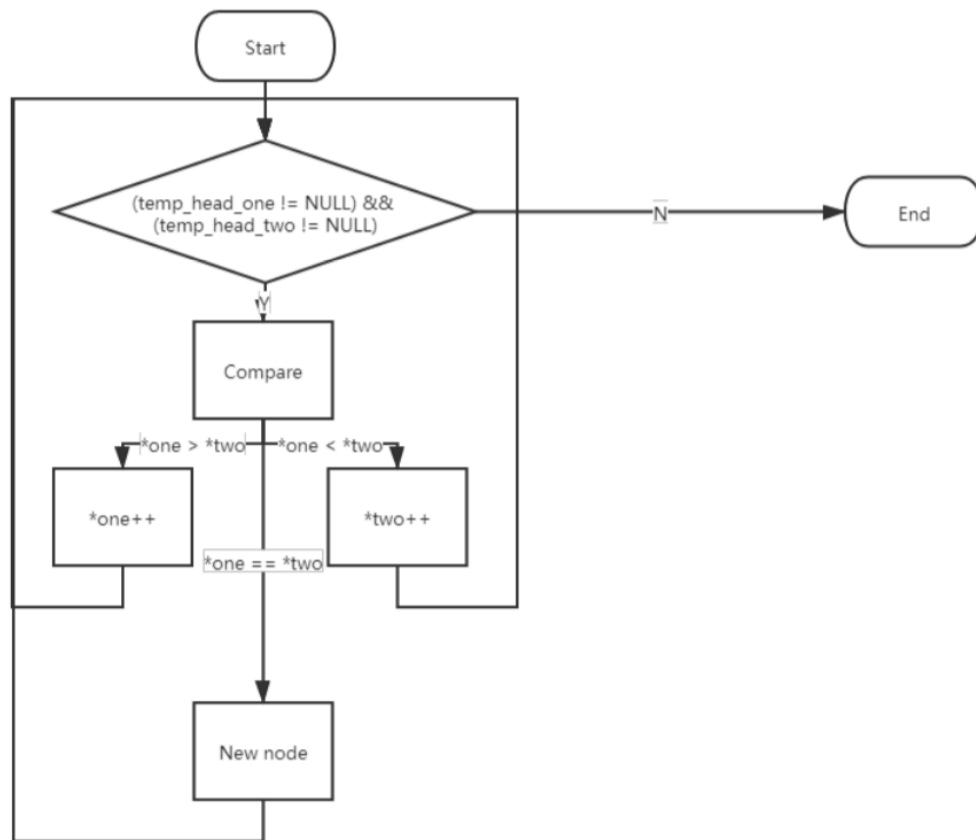 Start
(temp_head_one != NULL) &&
(temp_head_two != NULL)
N
End
Y
Compare
*one > *two
*one < *two
*one++
*two++
*one == *two
New node